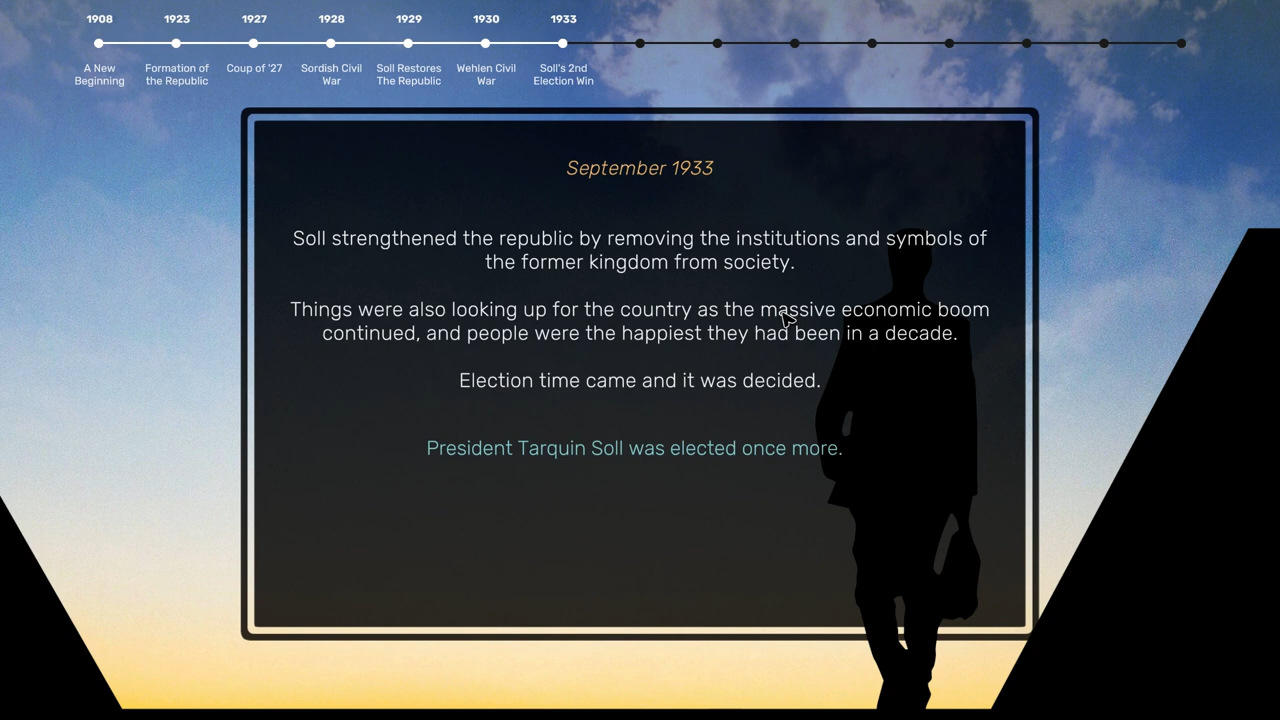 1908 1923 1927 1928 1929 1930 1933
A New Formation of Coup of '27 Sordish Civil Soll Restores Wehlen Civil Soll's 2nd
Beginning the Republic War The Republic War Election Win
September 1933
Soll strengthened the republic by removing the institutions and symbols of
the former kingdom from society.
Things were also looking up for the country as the massive economic boom
continued, and people were the happiest they had been in a decade.
Election time came and it was decided.
President Tarquin Soll was elected once more.